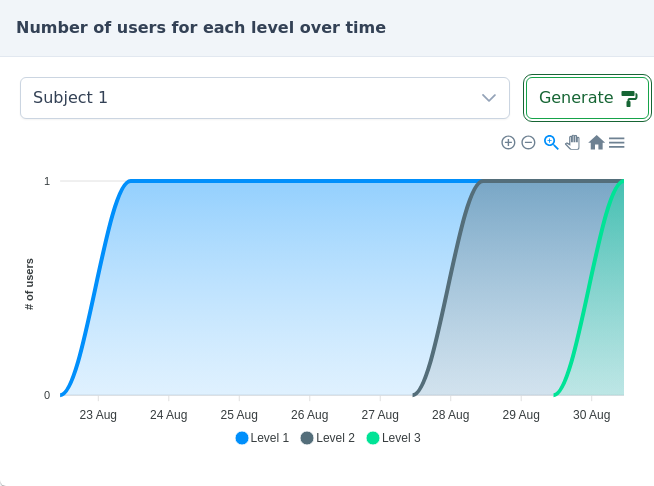 Number of users for each level over time
Subject 1
Generate
1
# of users
0
23 Aug 24 Aug 25 Aug 26 Aug 27 Aug 28 Aug 29 Aug 30 Aug
Level 1 Level 2 Level 3